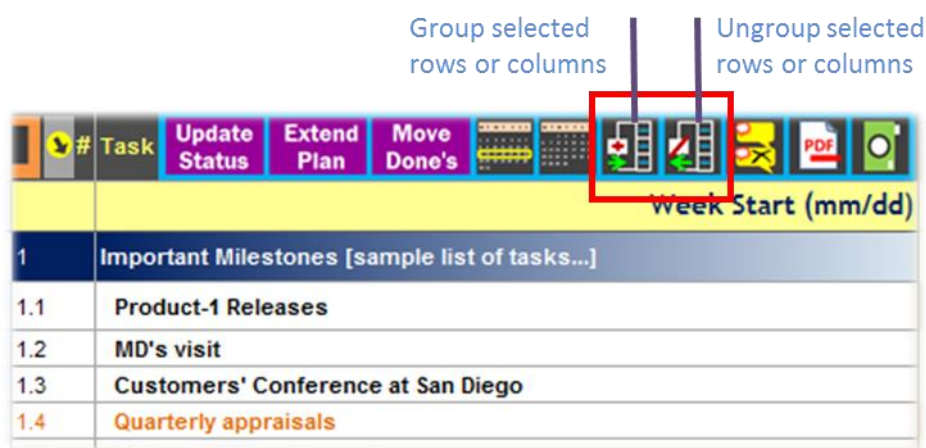 Group selected
rows or columns
Ungroup selected
rows or columns
# Task
Update
Status
Extend
Plan
Move
Done's
PDF
Week Start (mm/dd)
1 Important Milestones [sample list of tasks...]
1.1 Product-1 Releases
1.2 MD's visit
1.3 Customers' Conference at San Diego
1.4 Quarterly appraisals